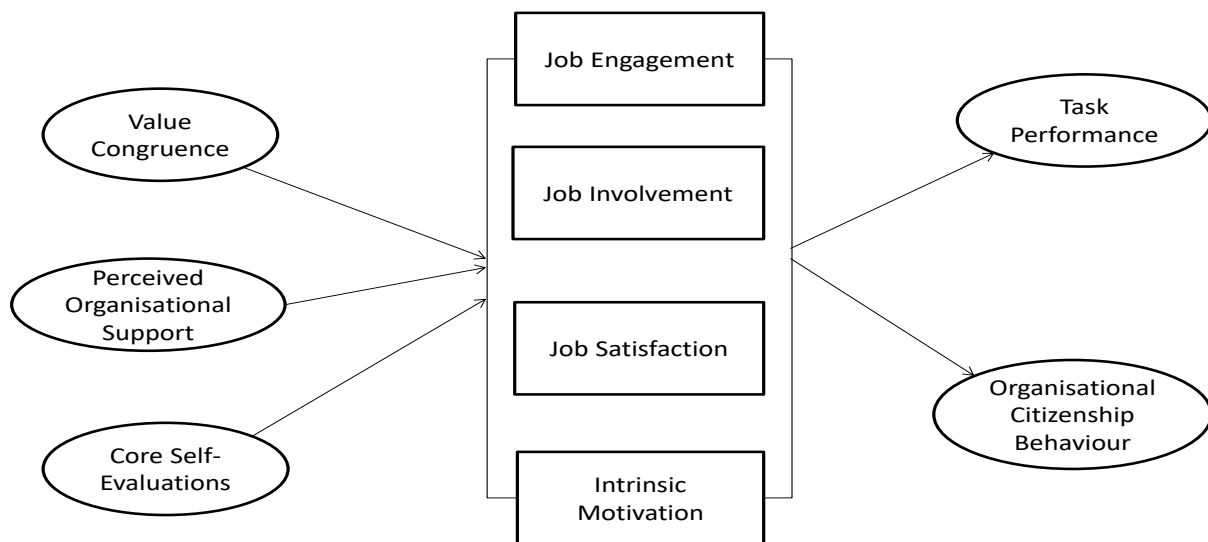 Value
Congruence
Perceived
Organisational
Support
Core Self-
Evaluations
Job Engagement
Job Involvement
Job Satisfaction
Intrinsic
Motivation
Task
Performance
Organisational
Citizenship
Behaviour